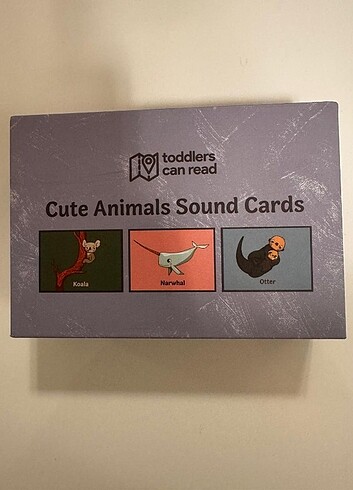 toddlers
can read
Cute Animals Sound Cards
Koala
Narwhal
Otter